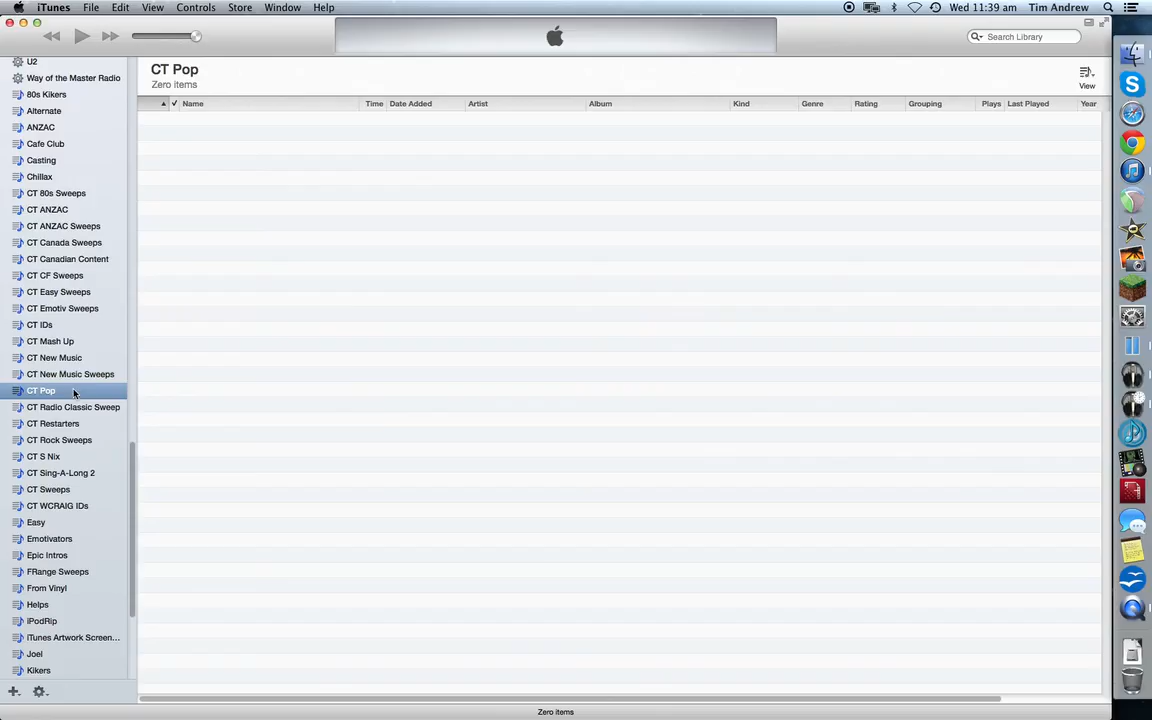 iTunes File Edit View Controls Store Window Help
Wed 11:39 am Tim Andrew
Search Library
U2
Way of the Master Radio
80s Kikers
Alternate
ANZAC
Cafe Club
Casting
Chillax
CT 80s Sweeps
CT ANZAC
CT ANZAC Sweeps
CT Canada Sweeps
CT Canadian Content
CT CF Sweeps
CT Easy Sweeps
CT Emotiv Sweeps
CT IDs
CT Mash Up
CT New Music
CT New Music Sweeps
CT Pop
CT Radio Classic Sweep
CT Restarters
CT Rock Sweeps
CT S Nix
CT Sing-A-Long 2
CT Sweeps
CT WCRAIG IDs
Easy
Emotivators
Epic Intros
FRange Sweeps
From Vinyl
Helps
iPodRip
iTunes Artwork Screen...
Joel
Kikers
CT Pop
Zero items
View
Name Time Date Added Artist Album Kind Genre Rating Grouping Plays Last Played Year
Zero items